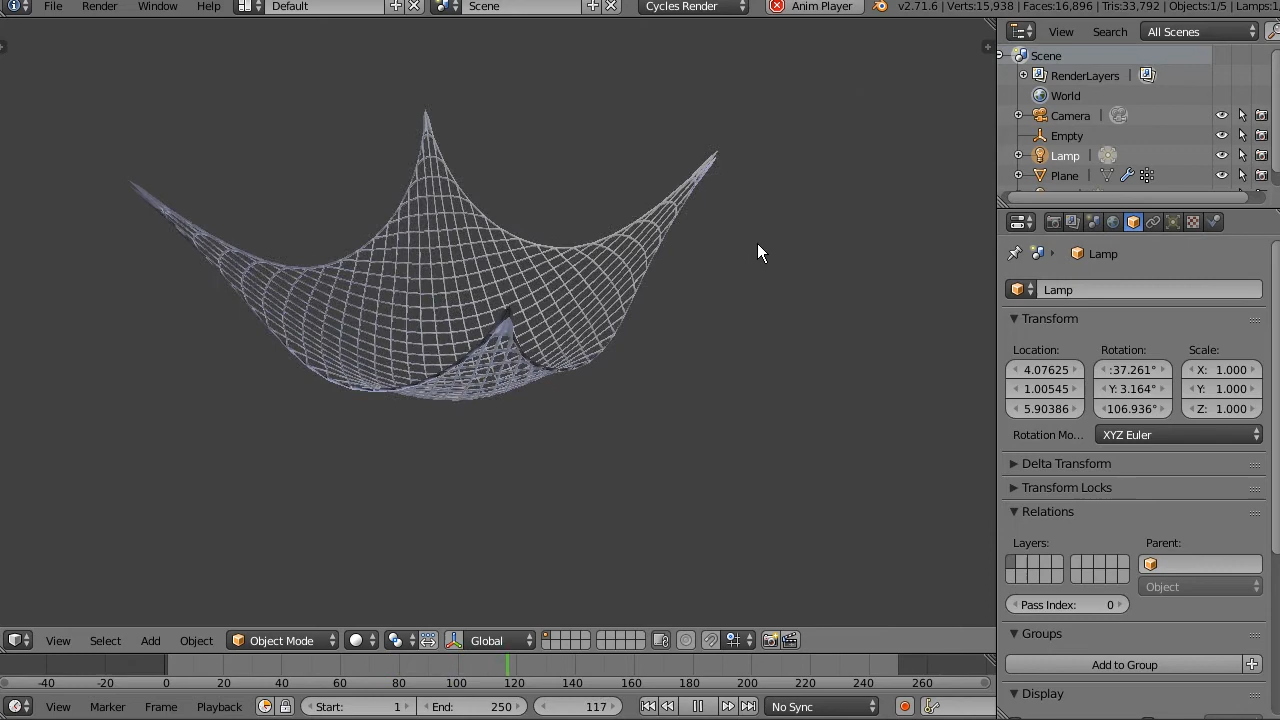 File Render Window Help Default Scene Cycles Render Anim Player v2.71.6 | Verts:15,938 | Faces:16,896 | Tris:33,792 | Objects:1/5 | Lamps:1
View Search All Scenes
Scene
RenderLayers
World
Camera
Empty
Lamp
Plane
Lamp
Lamp
Transform
Location: Rotation: Scale:
4.07625 :37.261° X: 1.000
1.00545 Y: 3.164° Y: 1.000
5.90386 106.936° Z: 1.000
Rotation Mo... XYZ Euler
Delta Transform
Transform Locks
Relations
Layers: Parent:
Object
Pass Index: 0
Groups
Add to Group
Display
View Select Add Object Object Mode Global
-40 -20 0 20 40 60 80 100 120 140 160 180 200 220 240 260
View Marker Frame Playback Start: 1 End: 250 117 No Sync